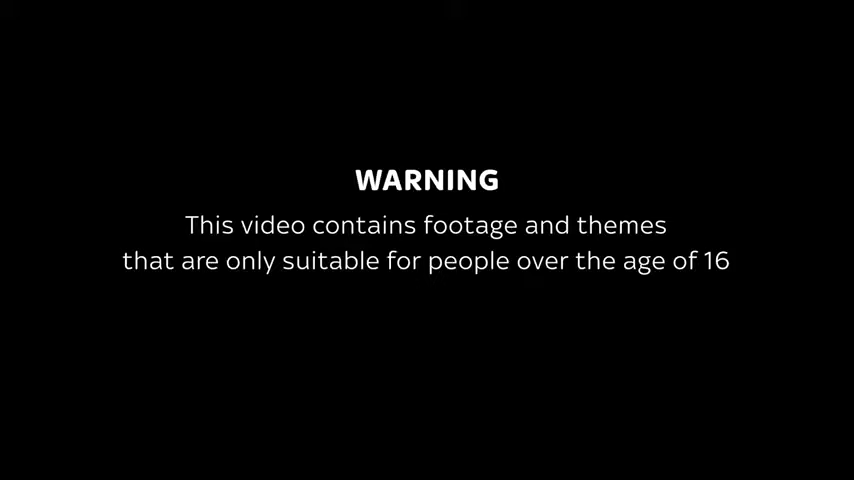 WARNING
This video contains footage and themes
that are only suitable for people over the age of 16